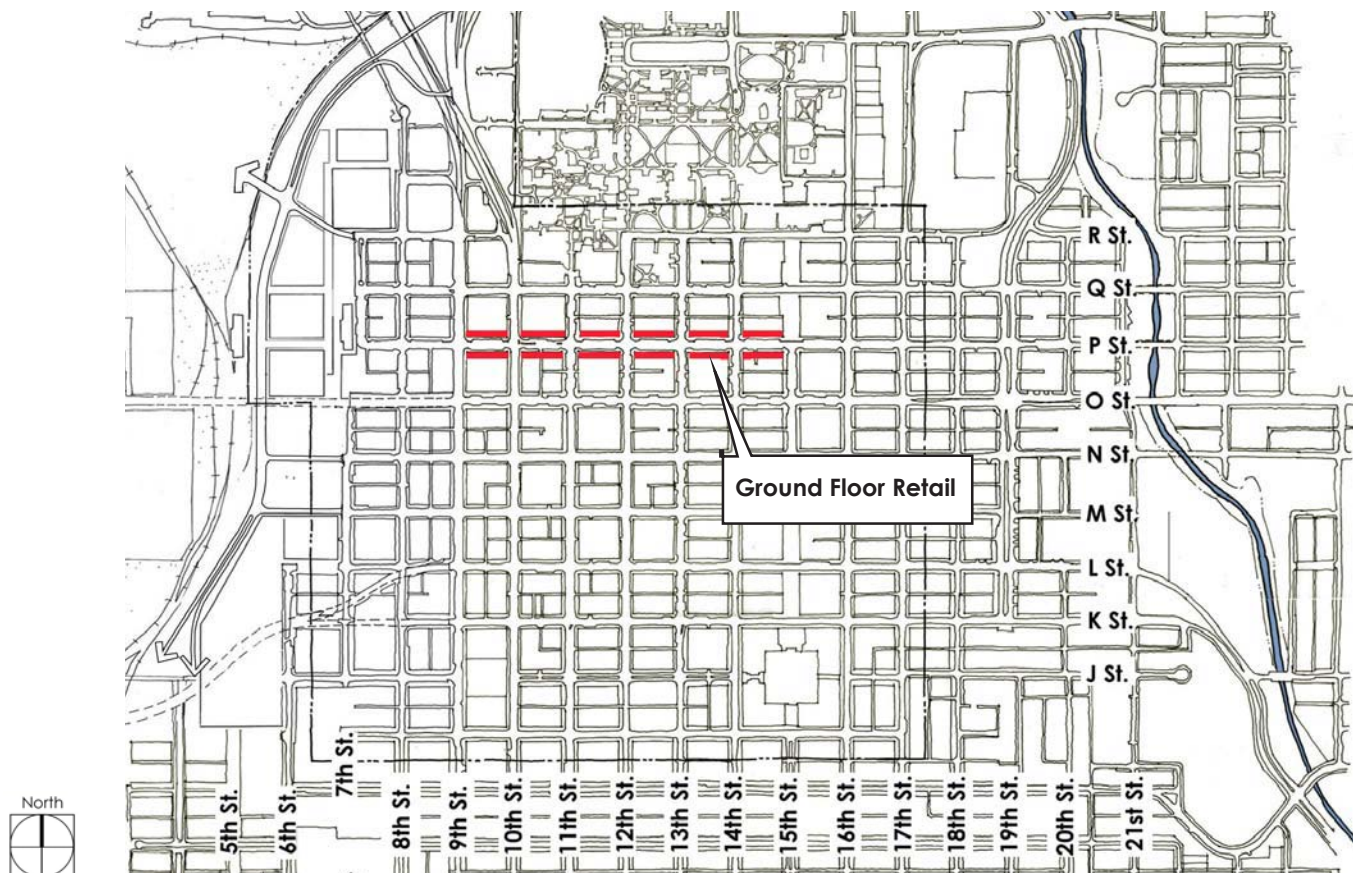 R St.
Q St.
P St.
O St.
N St.
Ground Floor Retail
M St.
L St.
K St.
J St.
North
5th St.
6th St.
7th St.
8th St.
9th St.
10th St.
11th St.
12th St.
13th St.
14th St.
15th St.
16th St.
17th St.
18th St.
19th St.
20th St.
21st St.